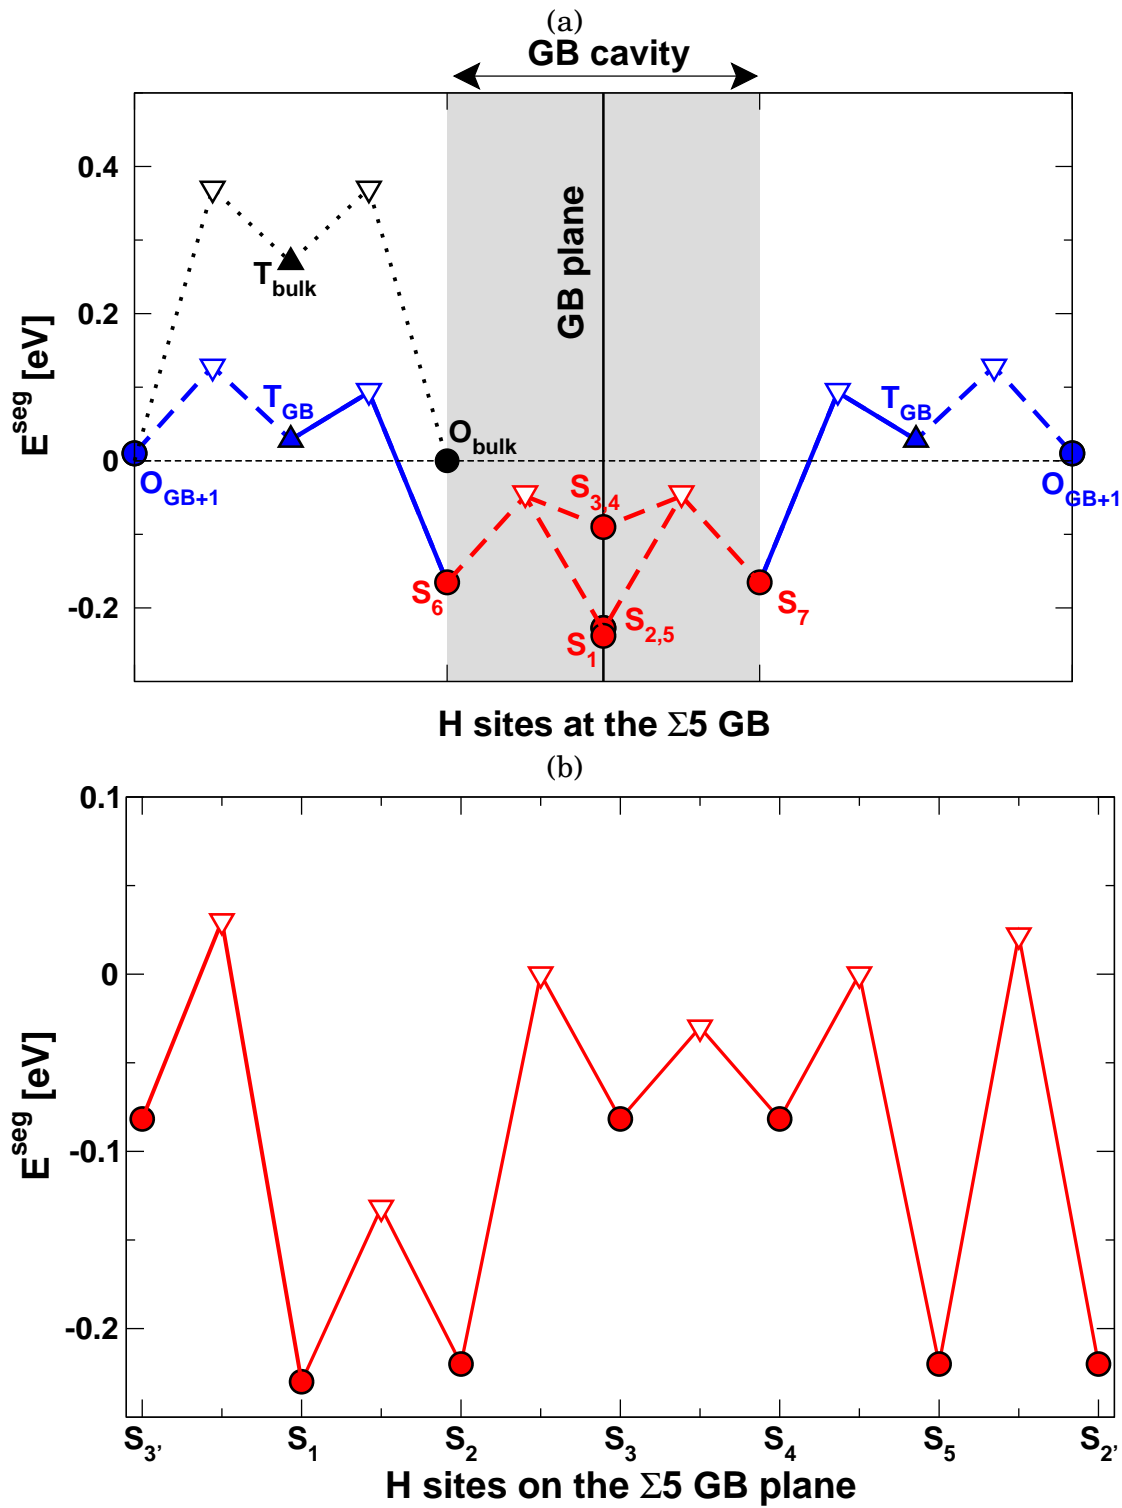 (a)
GB cavity
E^seg [eV]
0.4
0.2
0
-0.2
GB plane
T_bulk
T_GB
O_bulk
O_GB+1
S_3,4
S_6
S_1
S_2,5
S_7
T_GB
O_GB+1
H sites at the Σ5 GB
(b)
E^seg [eV]
0.1
0
-0.1
-0.2
S_3' S_1 S_2 S_3 S_4 S_5 S_2'
H sites on the Σ5 GB plane